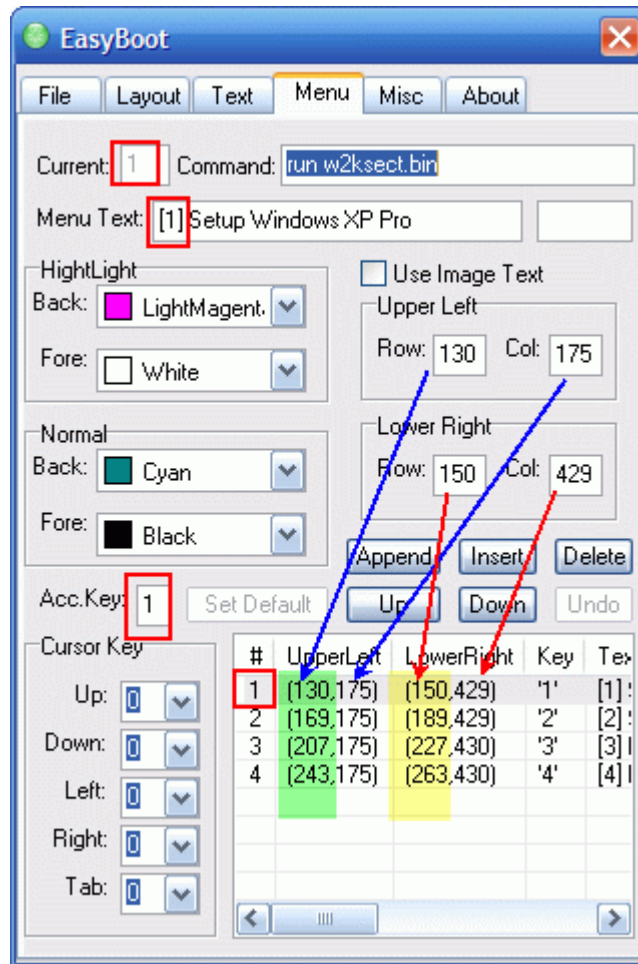 EasyBoot
File Layout Text Menu Misc About
Current: 1 Command: run w2ksect.bin
Menu Text: [1] Setup Windows XP Pro
HightLight
Back: LightMagent.
Fore: White
Use Image Text
Upper Left
Row: 130 Col: 175
Normal
Back: Cyan
Fore: Black
Lower Right
Row: 150 Col: 429
Append Insert Delete
Acc.Key: 1 Set Default Up Down Undo
Cursor Key
Up: 0
Down: 0
Left: 0
Right: 0
Tab: 0
# UpperLeft LowerRight Key Tex
1 (130,175) (150,429) '1' [1]
2 (169,175) (189,429) '2' [2]
3 (207,175) (227,430) '3' [3]
4 (243,175) (263,430) '4' [4]